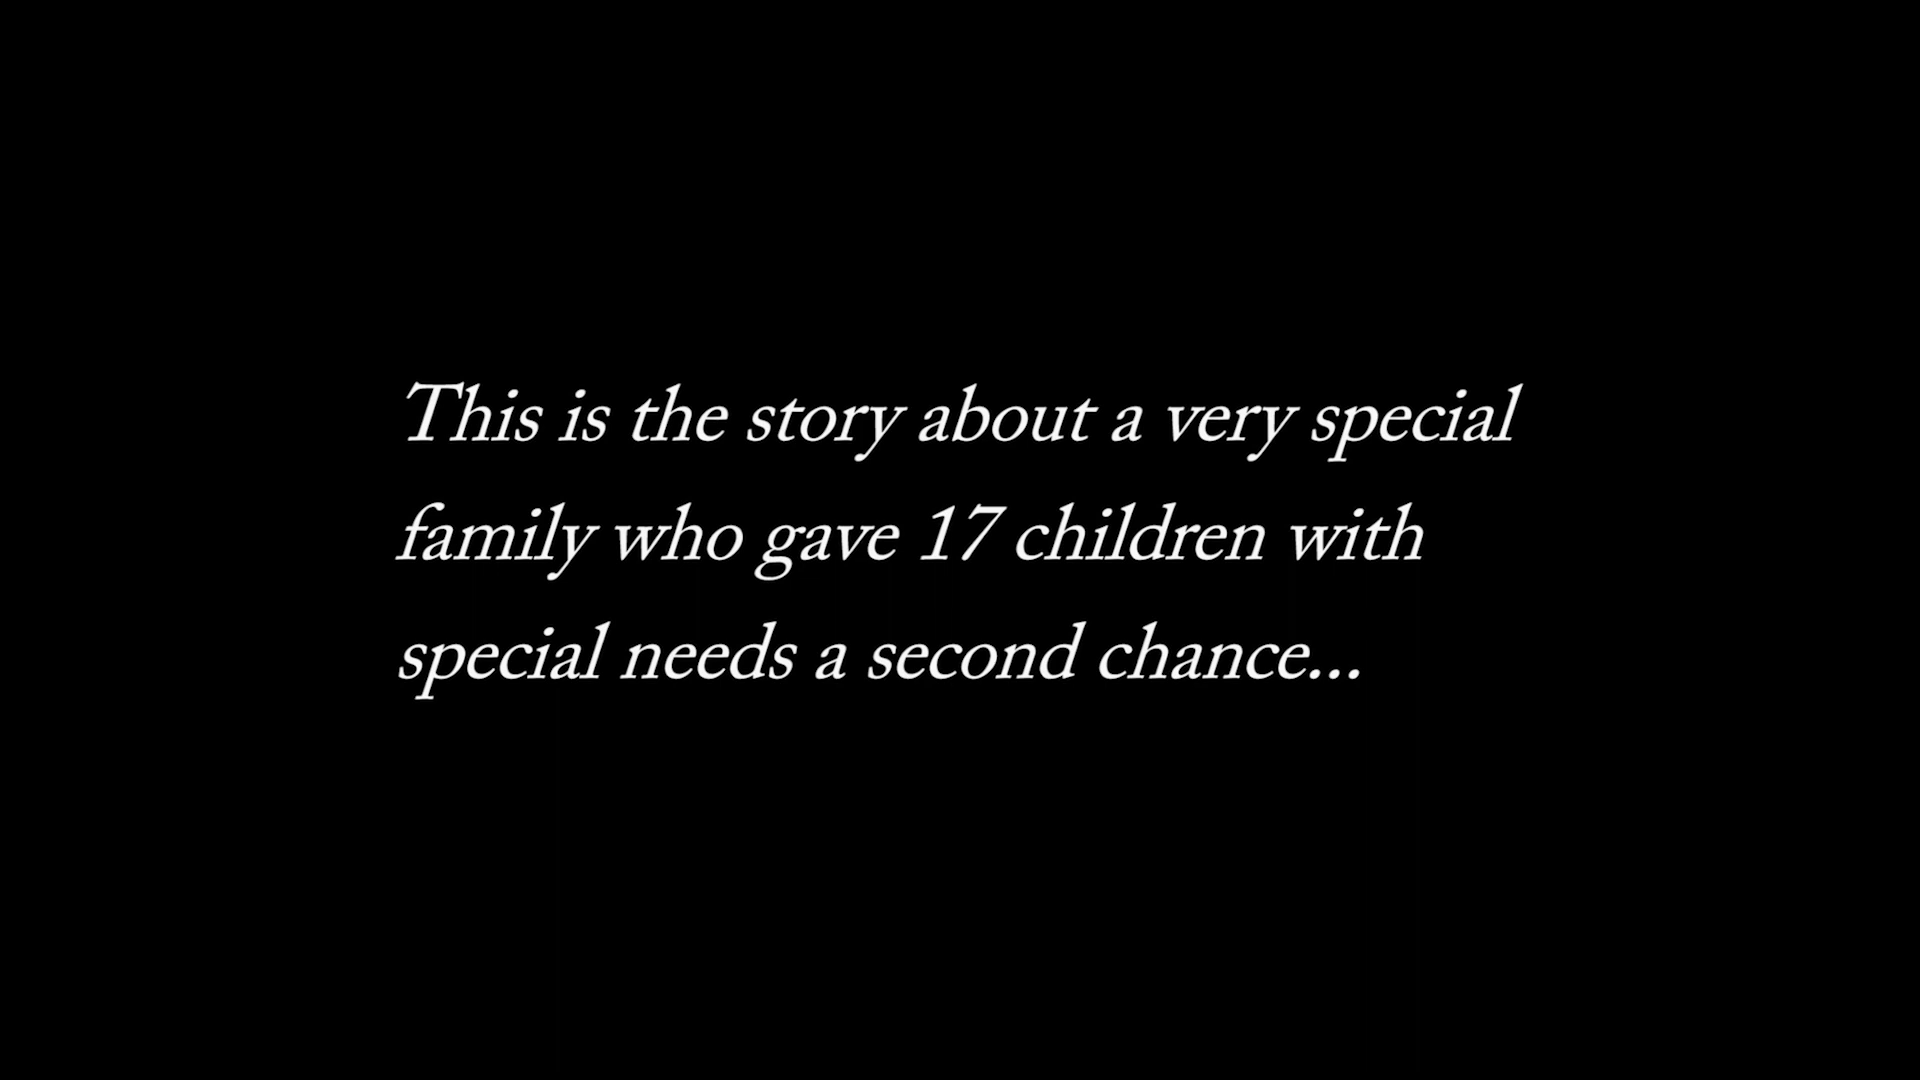 This is the story about a very special
family who gave 17 children with
special needs a second chance...